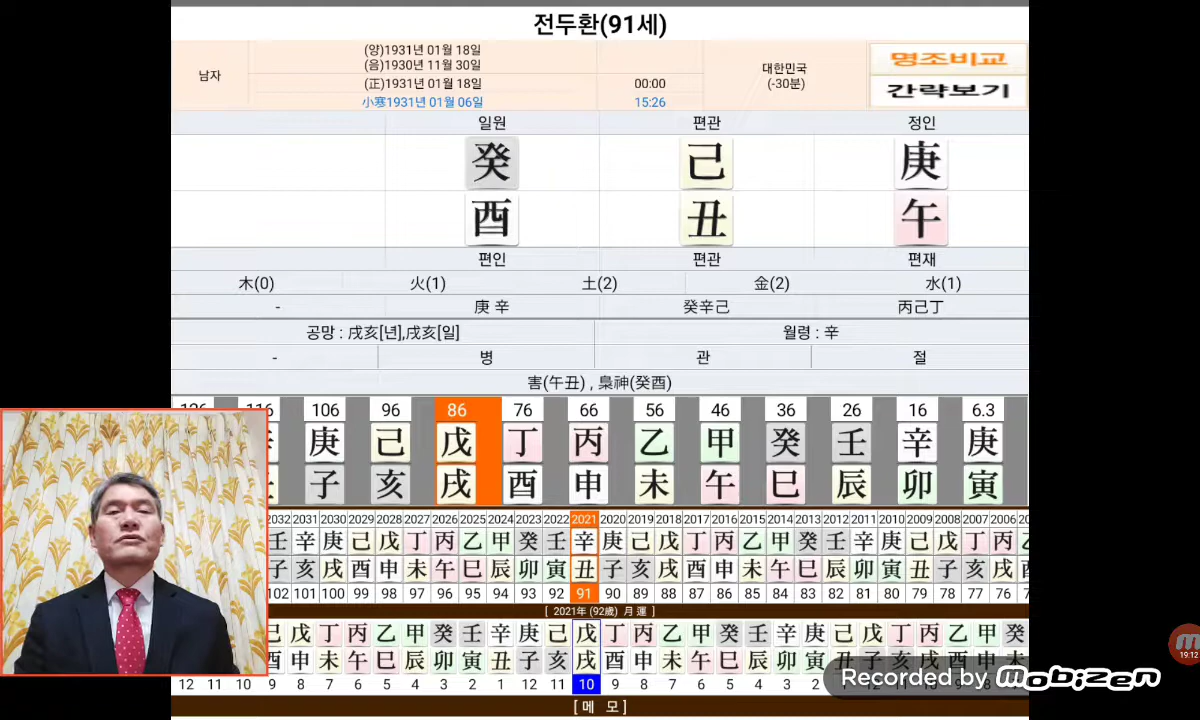 전두환(91세)
남자
(양)1931년 01월 18일
(음)1930년 11월 30일
(正)1931년 01월 18일 00:00
小寒1931년 01월 06일 15:26
대한민국
(-30분)
명조비교
간략보기
일원 편관 정인
癸 己 庚
酉 丑 午
편인 편관 편재
木(0) 火(1) 土(2) 金(2) 水(1)
- 庚 辛 癸辛己 丙己丁
공망 : 戌亥[년],戌亥[일] 월령 : 辛
- 병 관 절
害(午丑) , 梟神(癸酉)
126 116 106 96 86 76 66 56 46 36 26 16 6.3
庚 己 戊 丁 丙 乙 甲 癸 壬 辛 庚
子 亥 戌 酉 申 未 午 巳 辰 卯 寅
2032 2031 2030 2029 2028 2027 2026 2025 2024 2023 2022 2021 2020 2019 2018 2017 2016 2015 2014 2013 2012 2011 2010 2009 2008 2007 2006
壬 辛 庚 己 戊 丁 丙 乙 甲 癸 壬 辛 庚 己 戊 丁 丙 乙 甲 癸 壬 辛 庚 己 戊 丁 丙
子 亥 戌 酉 申 未 午 巳 辰 卯 寅 丑 子 亥 戌 酉 申 未 午 巳 辰 卯 寅 丑 子 亥 戌
102 101 100 99 98 97 96 95 94 93 92 91 90 89 88 87 86 85 84 83 82 81 80 79 78 77 76
[ 2021年 (92歲) 月 運 ]
己 戊 丁 丙 乙 甲 癸 壬 辛 庚 己 戊 丁 丙 乙 甲 癸 壬 辛 庚 己 戊 丁 丙 乙 甲 癸
酉 申 未 午 巳 辰 卯 寅 丑 子 亥 戌 酉 申 未 午 巳 辰 卯 寅
12 11 10 9 8 7 6 5 4 3 2 1 12 11 10 9 8 7 6 5 4 3 2
[ 메 모 ]
Recorded by mobizen
19:12